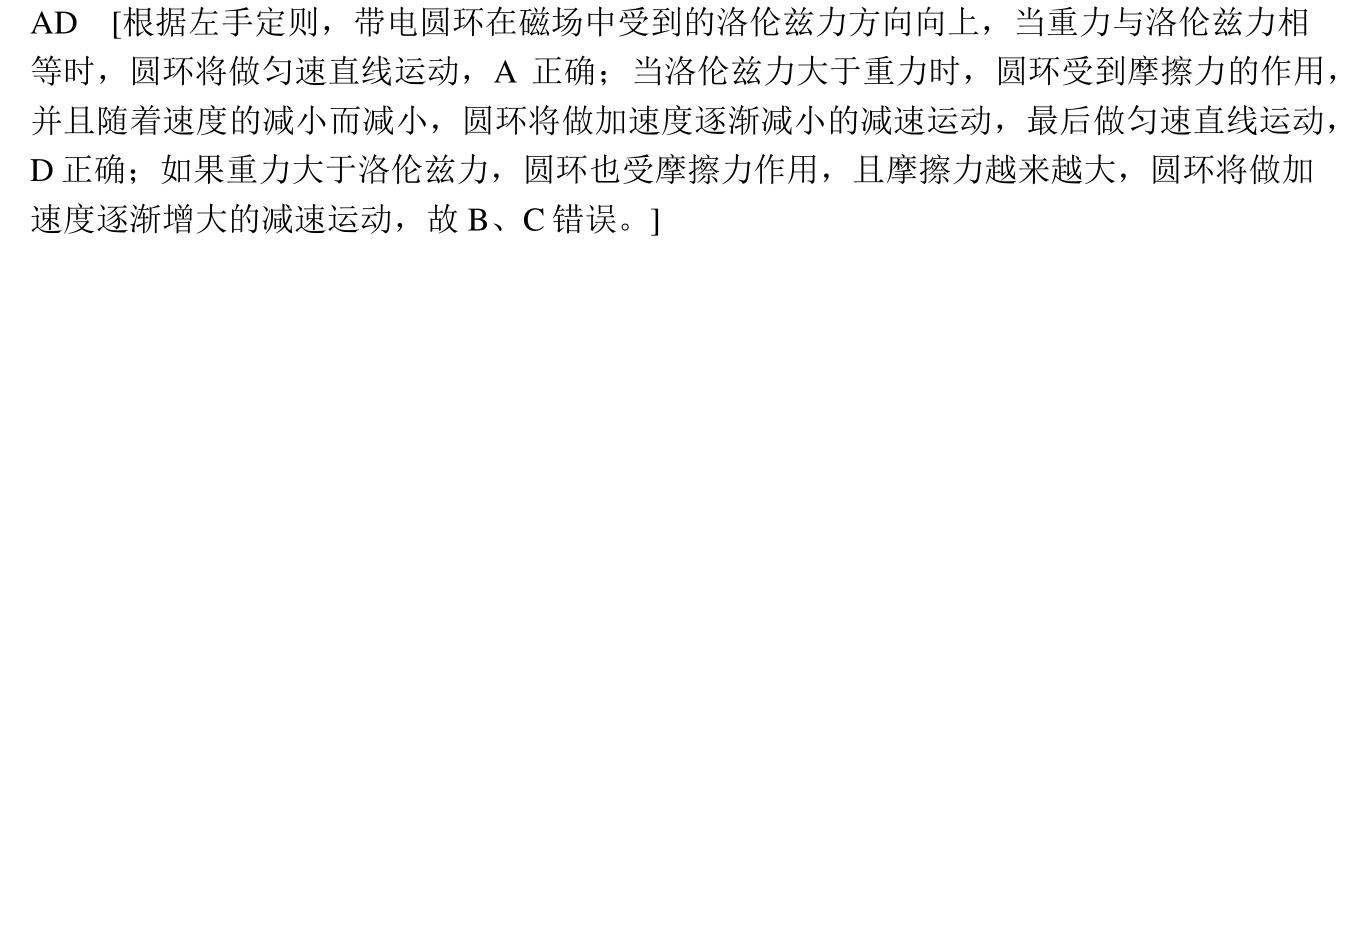 AD [根据左手定则，带电圆环在磁场中受到的洛伦兹力方向向上，当重力与洛伦兹力相
等时，圆环将做匀速直线运动，A 正确；当洛伦兹力大于重力时，圆环受到摩擦力的作用，
并且随着速度的减小而减小，圆环将做加速度逐渐减小的减速运动，最后做匀速直线运动，
D 正确；如果重力大于洛伦兹力，圆环也受摩擦力作用，且摩擦力越来越大，圆环将做加
速度逐渐增大的减速运动，故 B、C 错误。]